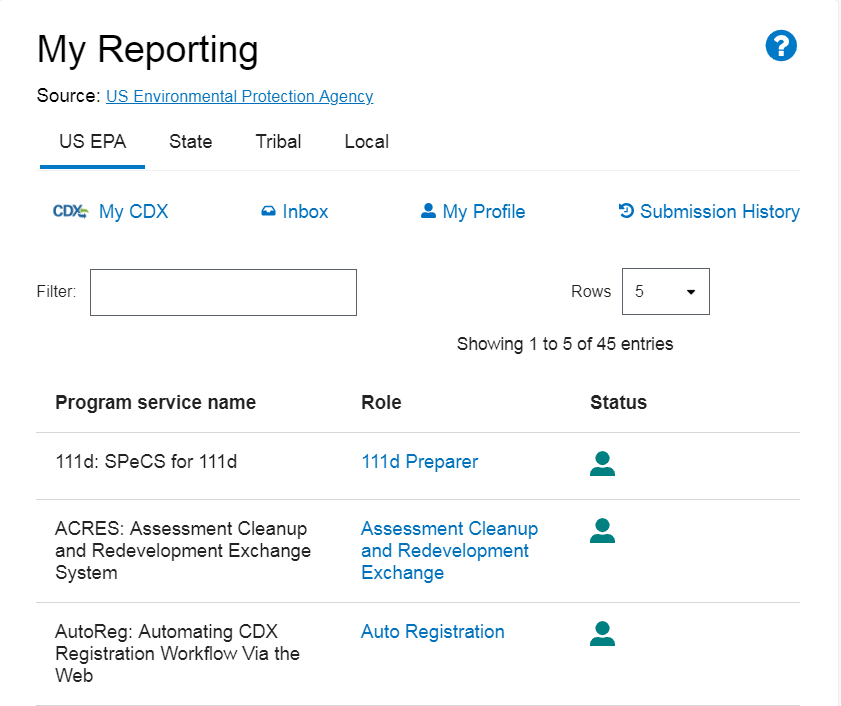 My Reporting
?
Source: US Environmental Protection Agency
US EPA State Tribal Local
CDX My CDX Inbox My Profile Submission History
Filter: Rows 5
Showing 1 to 5 of 45 entries
Program service name Role Status
111d: SPeCS for 111d 111d Preparer
ACRES: Assessment Cleanup Assessment Cleanup
and Redevelopment Exchange and Redevelopment
System Exchange
AutoReg: Automating CDX Auto Registration
Registration Workflow Via the
Web